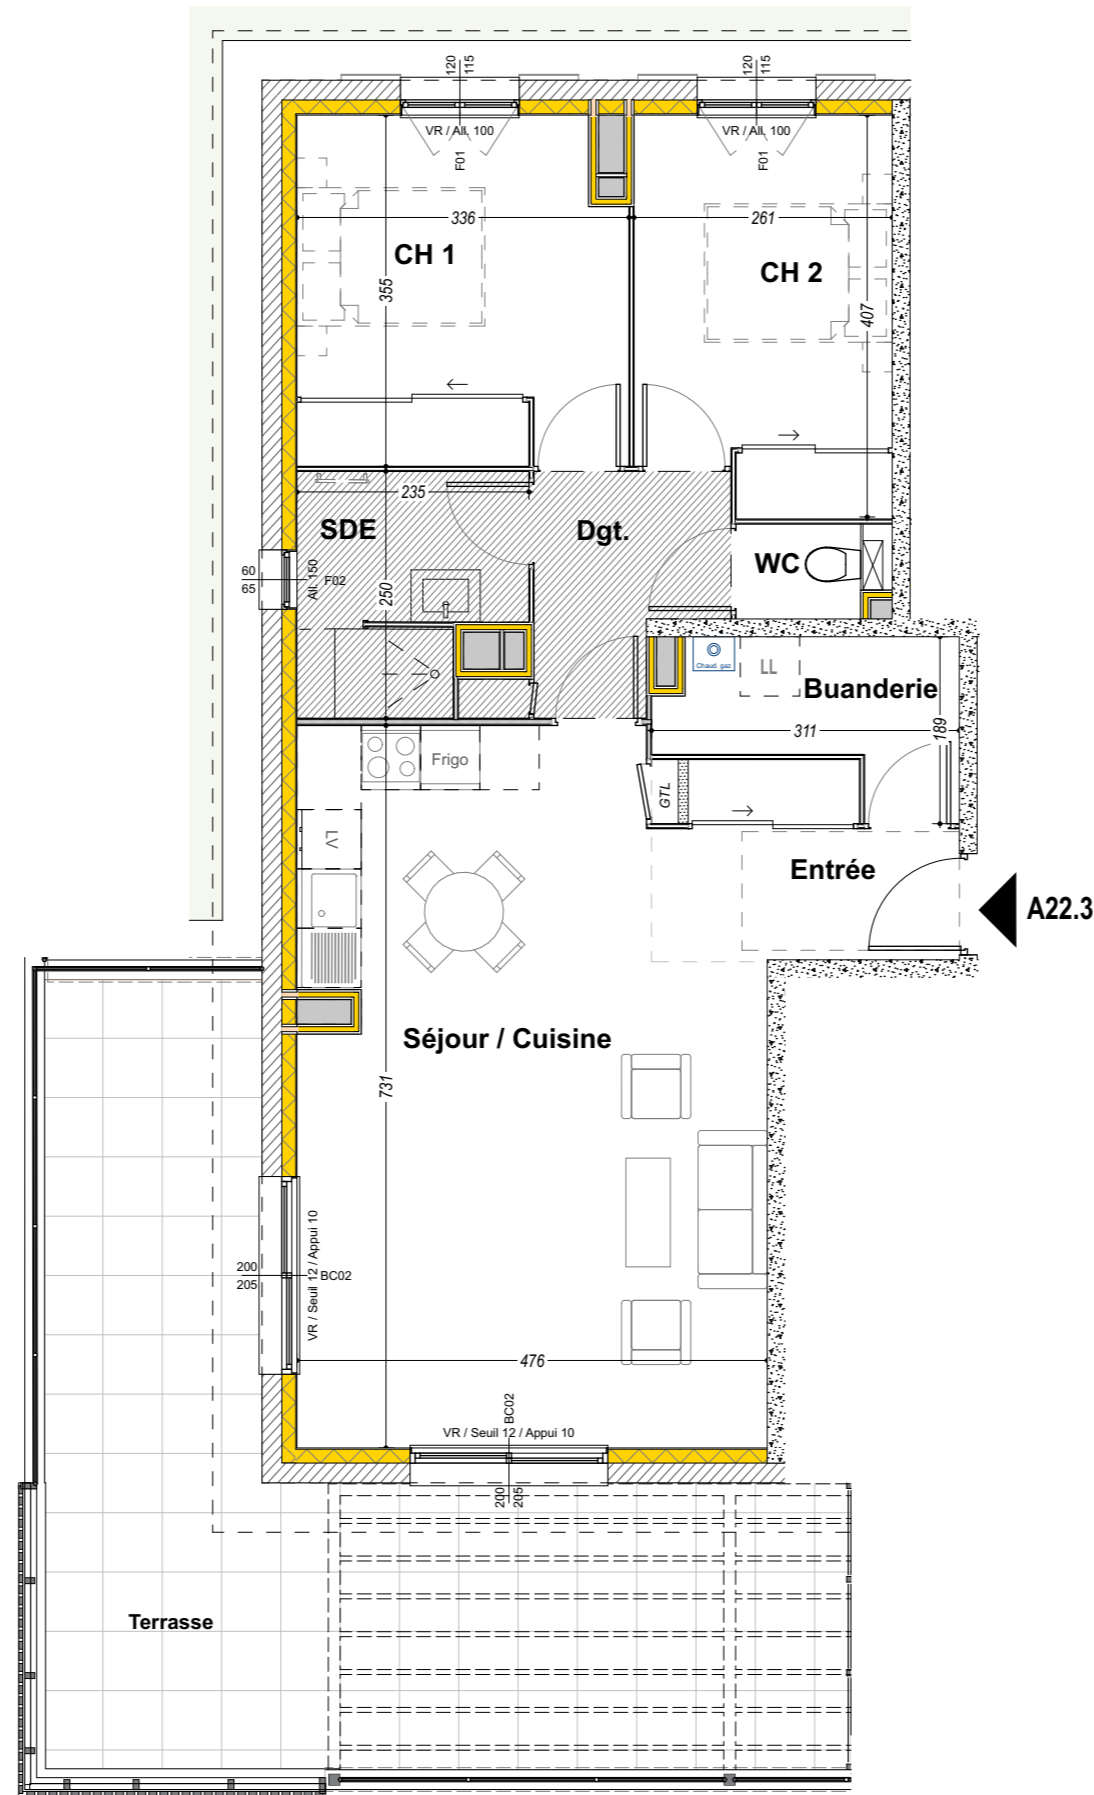 120
115
120
115
VR / All. 100
F01
VR / All. 100
F01
336
261
CH 1
CH 2
355
407
235
SDE
Dgt.
WC
60
65
All. 150
F02
250
Chaud. gaz
LL
Buanderie
311
189
Frigo
GTL
LV
Entrée
A22.3
Séjour / Cuisine
731
200
205
BC02
VR / Seuil 12 / Appui 10
476
BC02
VR / Seuil 12 / Appui 10
200
205
Terrasse